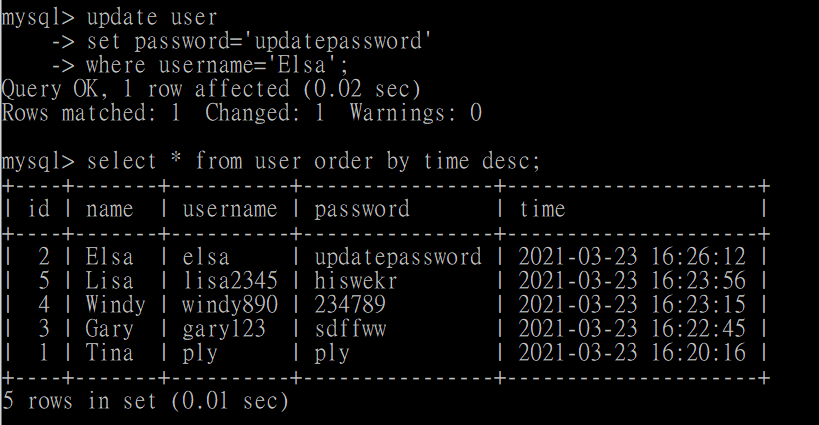 mysql> update user
    -> set password='updatepassword'
    -> where username='Elsa';
Query OK, 1 row affected (0.02 sec)
Rows matched: 1  Changed: 1  Warnings: 0

mysql> select * from user order by time desc;
+----+-------+----------+----------------+---------------------+
| id | name  | username | password       | time                |
+----+-------+----------+----------------+---------------------+
|  2 | Elsa  | elsa     | updatepassword | 2021-03-23 16:26:12 |
|  5 | Lisa  | lisa2345 | hiswekr        | 2021-03-23 16:23:56 |
|  4 | Windy | windy890 | 234789         | 2021-03-23 16:23:15 |
|  3 | Gary  | gary123  | sdffww         | 2021-03-23 16:22:45 |
|  1 | Tina  | ply      | ply            | 2021-03-23 16:20:16 |
+----+-------+----------+----------------+---------------------+
5 rows in set (0.01 sec)